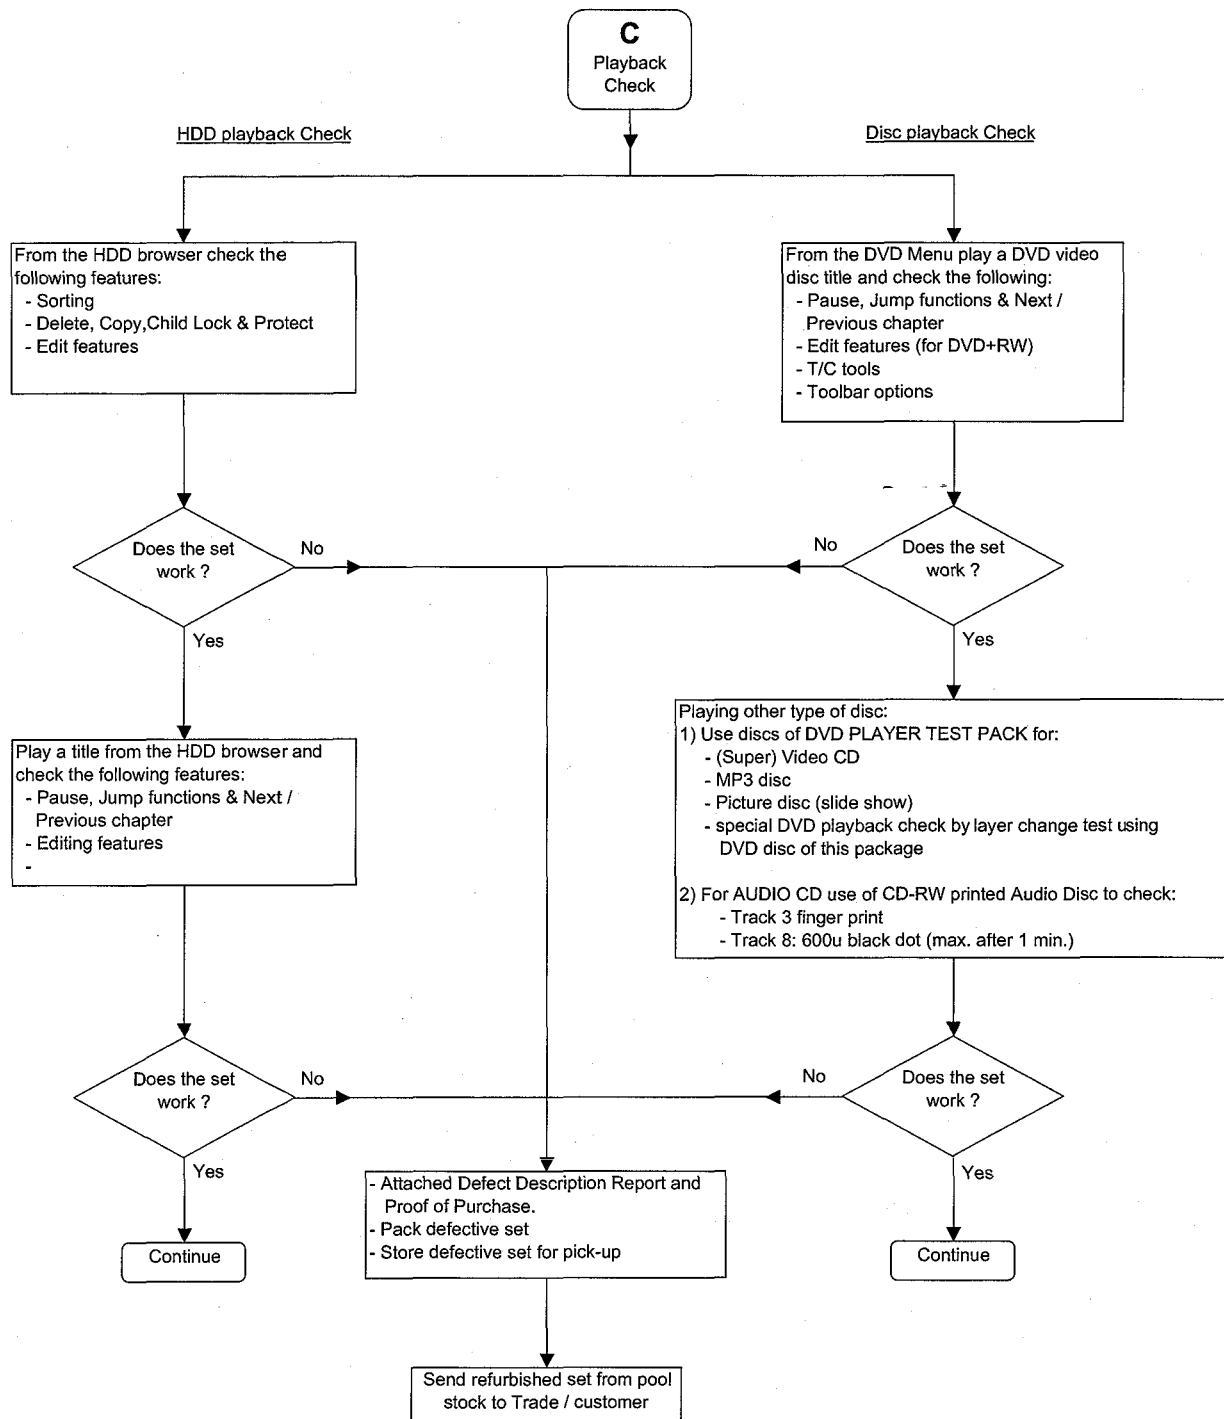 C
Playback
Check
HDD playback Check
Disc playback Check
From the HDD browser check the
following features:
- Sorting
- Delete, Copy,Child Lock & Protect
- Edit features
From the DVD Menu play a DVD video
disc title and check the following:
- Pause, Jump functions & Next /
Previous chapter
- Edit features (for DVD+RW)
- T/C tools
- Toolbar options
Does the set
work ?
No
Yes
No
Does the set
work ?
Yes
Play a title from the HDD browser and
check the following features:
- Pause, Jump functions & Next /
Previous chapter
- Editing features
-
Playing other type of disc:
1) Use discs of DVD PLAYER TEST PACK for:
- (Super) Video CD
- MP3 disc
- Picture disc (slide show)
- special DVD playback check by layer change test using
DVD disc of this package
2) For AUDIO CD use of CD-RW printed Audio Disc to check:
- Track 3 finger print
- Track 8: 600u black dot (max. after 1 min.)
Does the set
work ?
No
Yes
No
Does the set
work ?
Yes
Continue
- Attached Defect Description Report and
Proof of Purchase.
- Pack defective set
- Store defective set for pick-up
Continue
Send refurbished set from pool
stock to Trade / customer